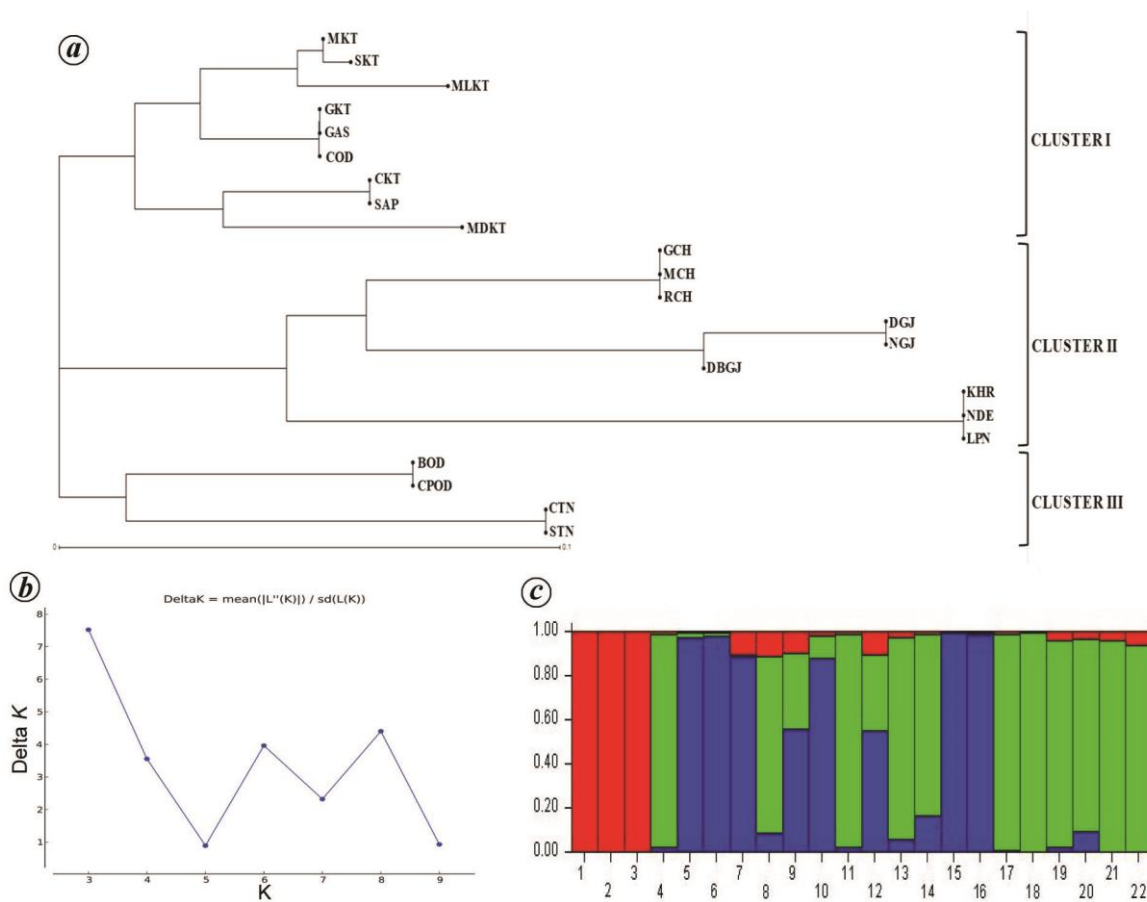 a
MKT
SKT
MLKT
GKT
GAS
COD
CKT
SAP
MDKT
CLUSTER I
GCH
MCH
RCH
DGJ
NGJ
DBGJ
KHR
NDE
LPN
CLUSTER II
BOD
CPOD
CTN
STN
CLUSTER III
0 0.1
b
DeltaK = mean(|L''(K)|) / sd(L(K))
Delta K
8
7
6
5
4
3
2
1
3 4 5 6 7 8 9
K
c
1.00
0.80
0.60
0.40
0.20
0.00
1 3 5 7 9 11 13 15 17 19 21
2 4 6 8 10 12 14 16 18 20 22